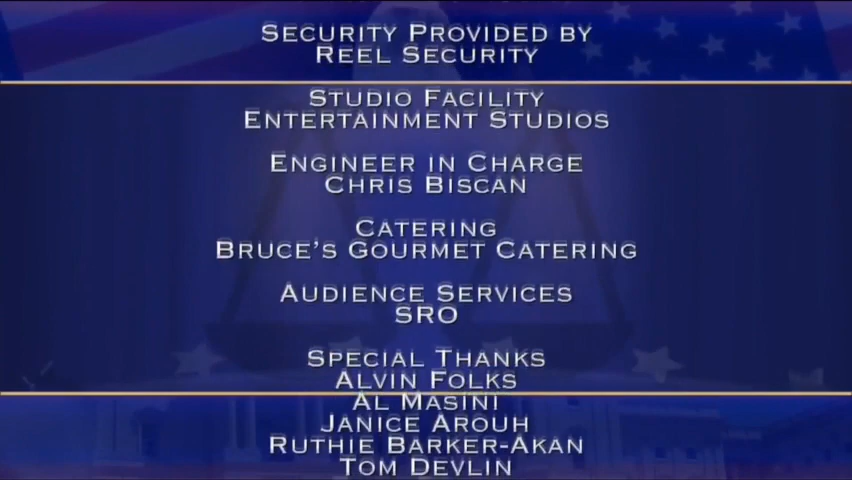 Security Provided by
Reel Security
Studio Facility
Entertainment Studios
Engineer in Charge
Chris Biscan
Catering
Bruce's Gourmet Catering
Audience Services
SRO
Special Thanks
Alvin Folks
Al Masini
Janice Arouh
Ruthie Barker-Akan
Tom Devlin